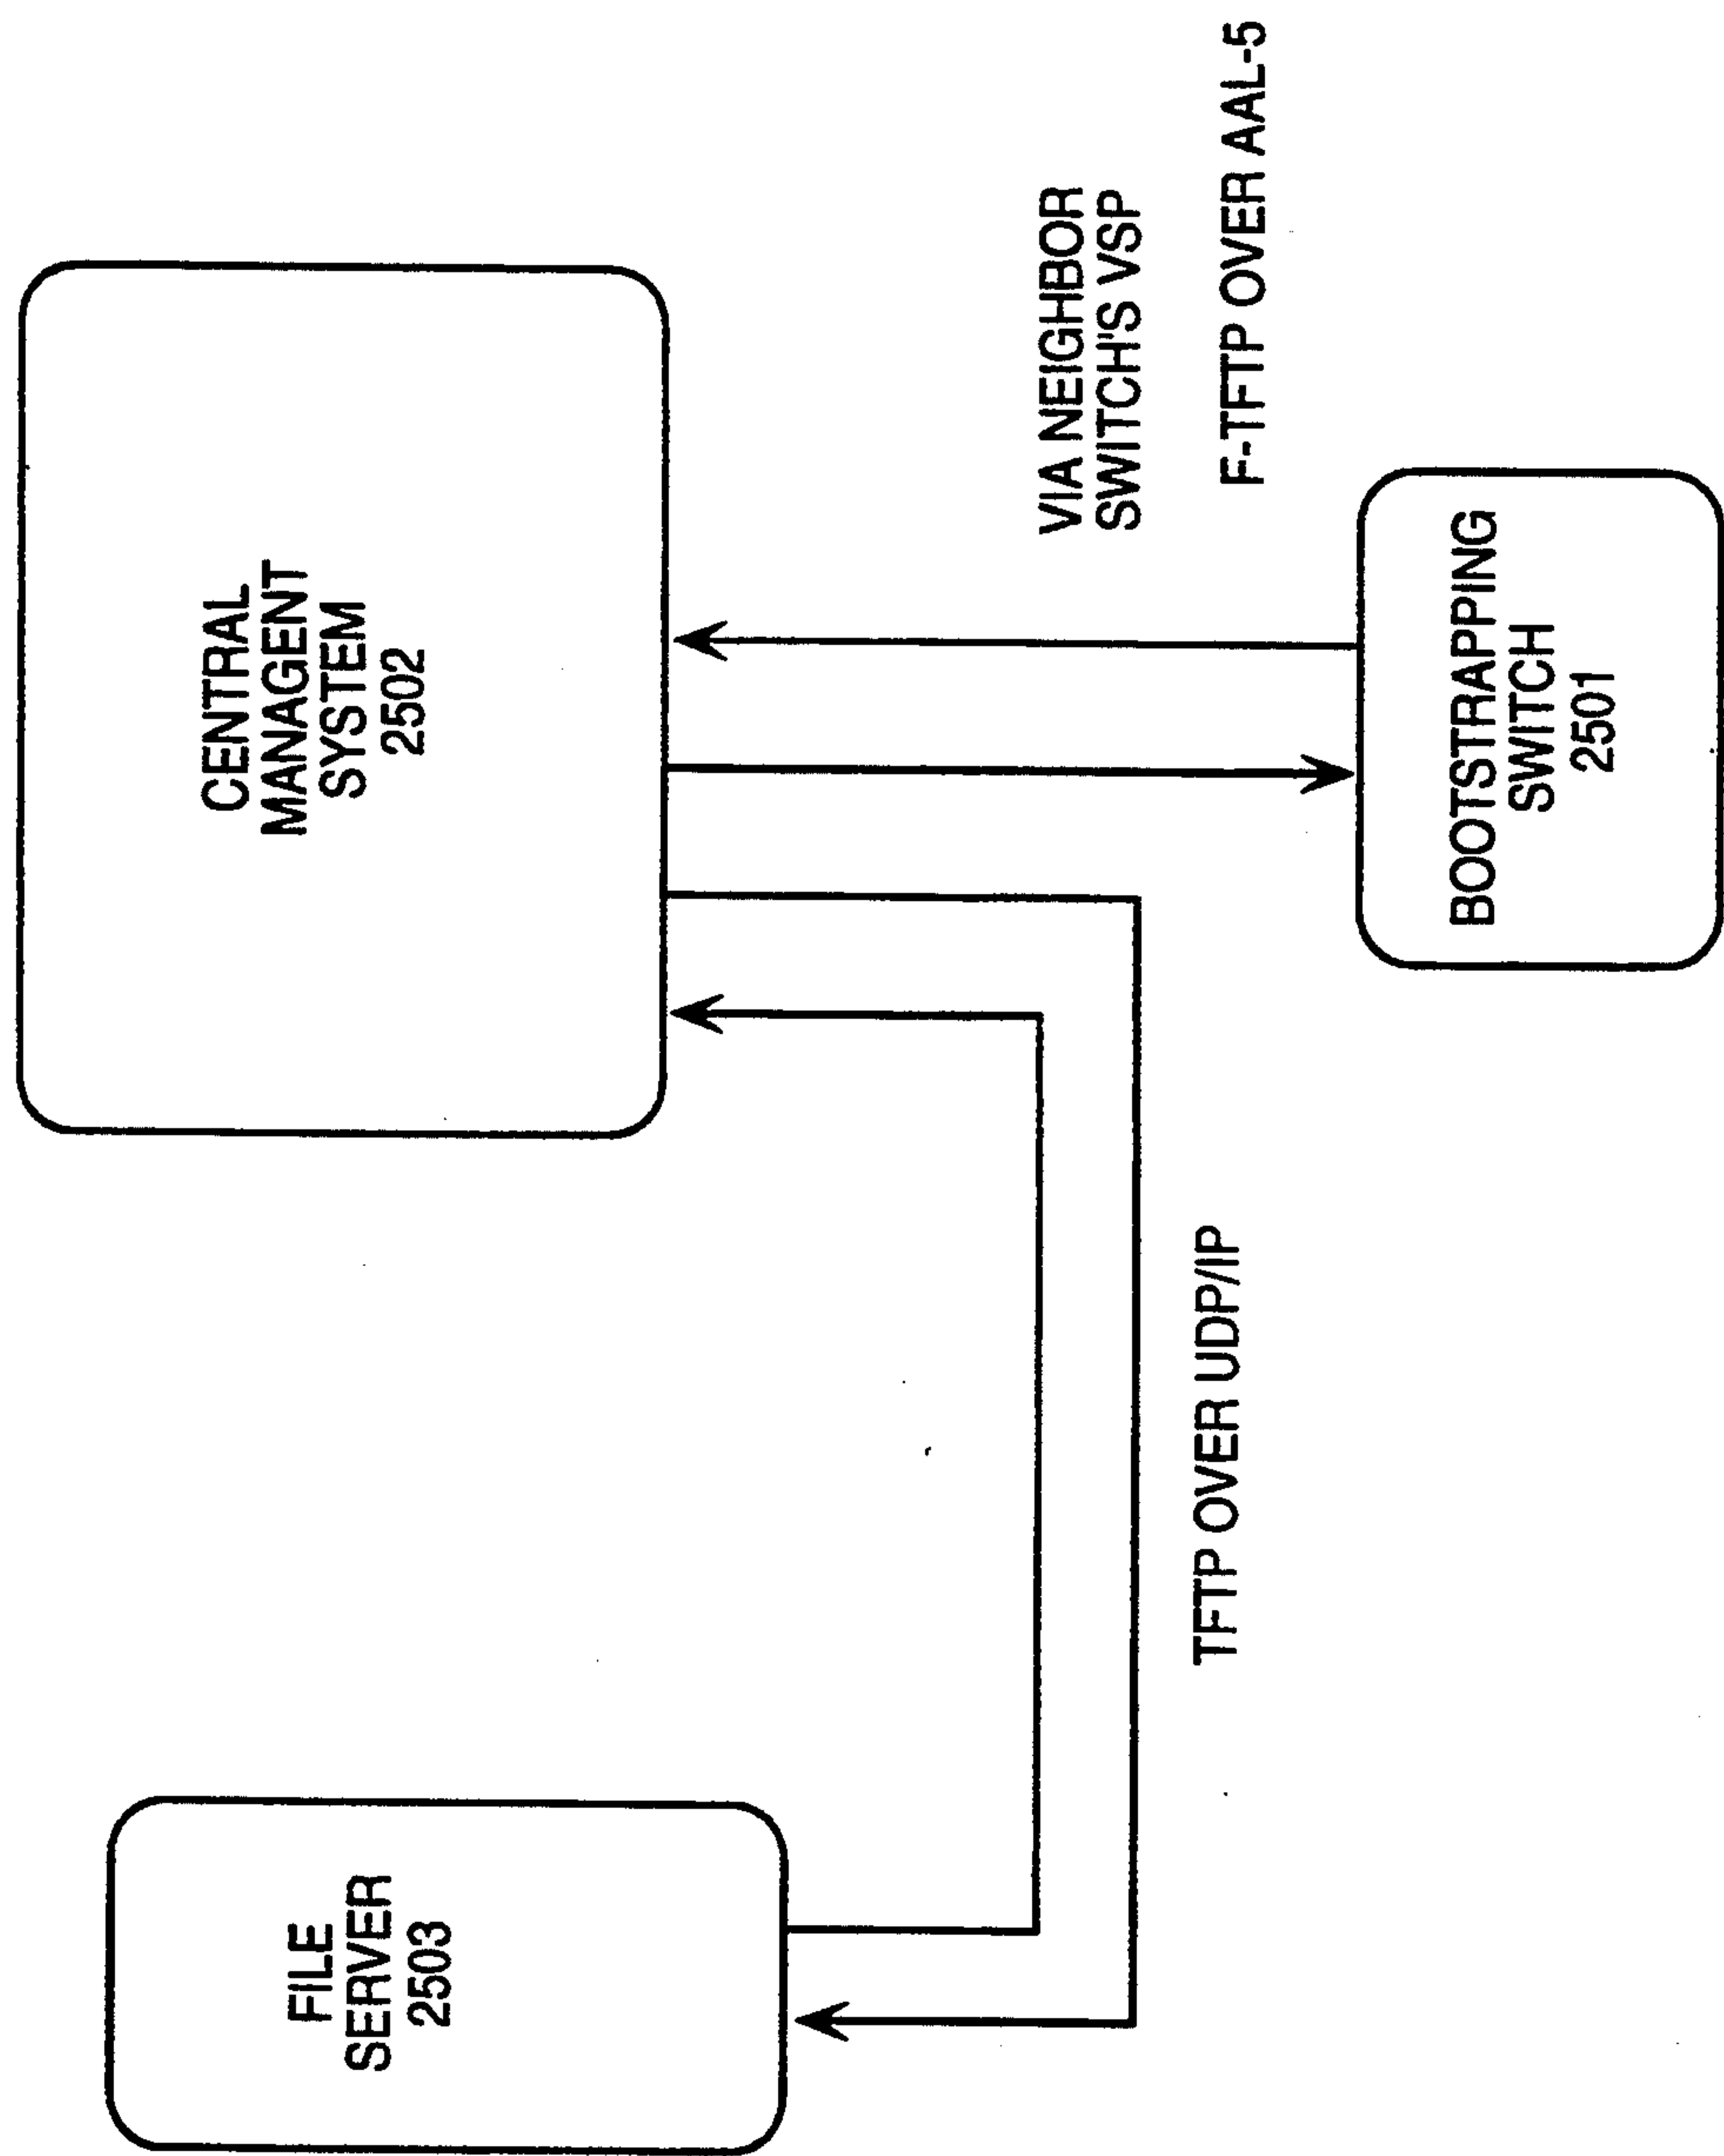 FILE
SERVER
2503
CENTRAL
MANAGENT
SYSTEM
2502
TFTP OVER UDP/IP
VIA NEIGHBOR
SWITCH'S VSP
F-TFTP OVER AAL-5
BOOTSTRAPPING
SWITCH
2501